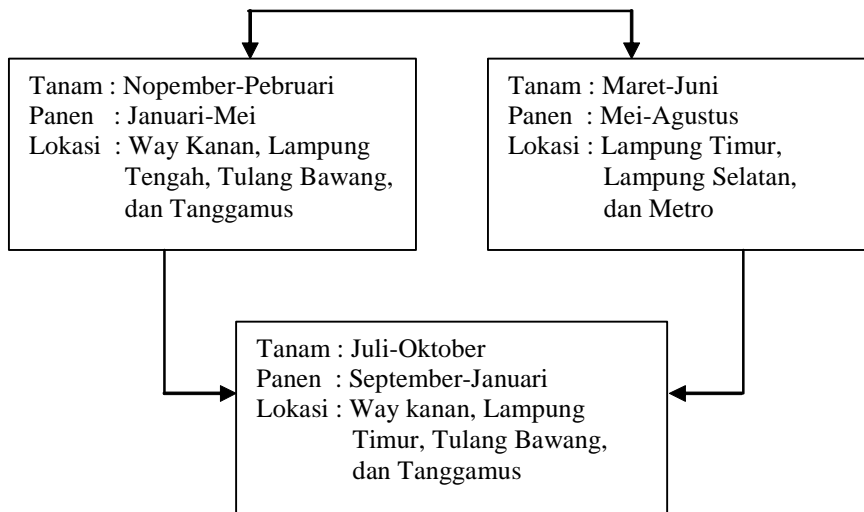 Tanam : Nopember-Pebruari
Panen : Januari-Mei
Lokasi : Way Kanan, Lampung
Tengah, Tulang Bawang,
dan Tanggamus
Tanam : Maret-Juni
Panen : Mei-Agustus
Lokasi : Lampung Timur,
Lampung Selatan,
dan Metro
Tanam : Juli-Oktober
Panen : September-Januari
Lokasi : Way kanan, Lampung
Timur, Tulang Bawang,
dan Tanggamus